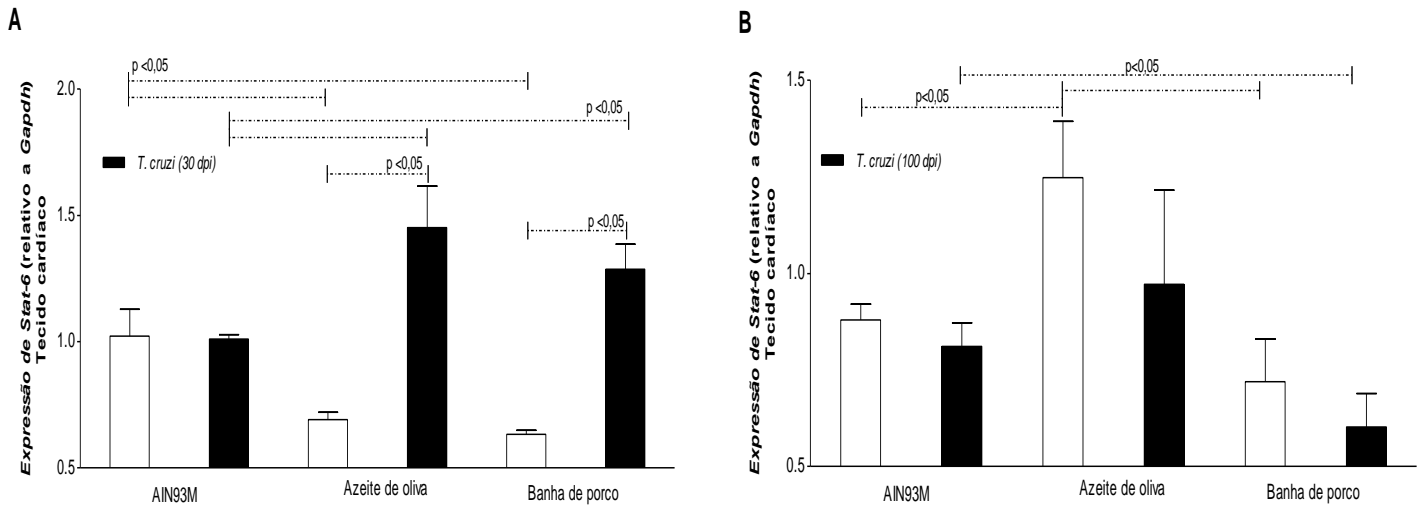 A
Expressão de Stat-6 (relativo a Gapdh)
Tecido cardíaco
2.0
1.5
1.0
0.5
p <0,05
p <0,05
T. cruzi (30 dpi)
p <0,05
p <0,05
AIN93M
Azeite de oliva
Banha de porco
B
Expressão de Stat-6 (relativo a Gapdh)
Tecido cardíaco
1.5
1.0
0.5
p<0,05
p<0,05
T. cruzi (100 dpi)
AIN93M
Azeite de oliva
Banha de porco